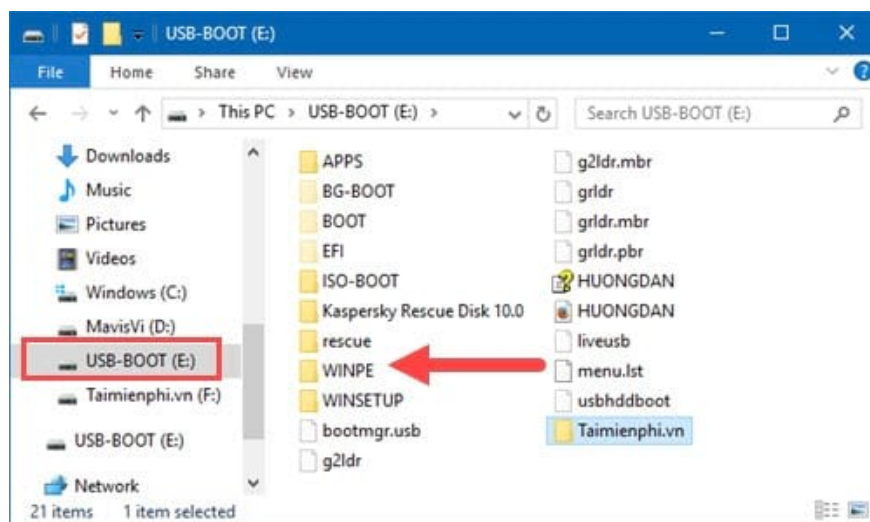 USB-BOOT (E:)
File Home Share View
This PC > USB-BOOT (E:) >
Search USB-BOOT (E:)
Downloads
Music
Pictures
Videos
Windows (C:)
MavisVi (D:)
USB-BOOT (E:)
Taimienphi.vn (F:)
USB-BOOT (E:)
Network
APPS
BG-BOOT
BOOT
EFI
ISO-BOOT
Kaspersky Rescue Disk 10.0
rescue
WINPE
WINSETUP
bootmgr.usb
g2ldr
g2ldr.mbr
grldr
grldr.mbr
grldr.pbr
HUONGDAN
HUONGDAN
liveusb
menu.lst
usbhddboot
Taimienphi.vn
21 items 1 item selected